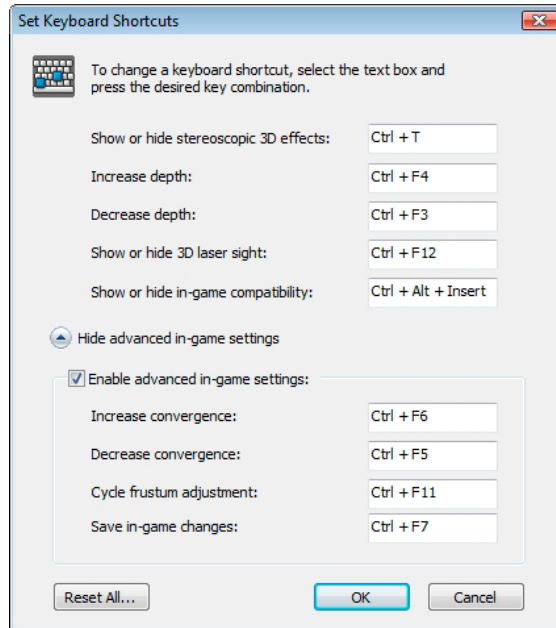 Set Keyboard Shortcuts
To change a keyboard shortcut, select the text box and
press the desired key combination.
Show or hide stereoscopic 3D effects: Ctrl + T
Increase depth: Ctrl + F4
Decrease depth: Ctrl + F3
Show or hide 3D laser sight: Ctrl + F12
Show or hide in-game compatibility: Ctrl + Alt + Insert
Hide advanced in-game settings
Enable advanced in-game settings:
Increase convergence: Ctrl + F6
Decrease convergence: Ctrl + F5
Cycle frustum adjustment: Ctrl + F11
Save in-game changes: Ctrl + F7
Reset All... OK Cancel